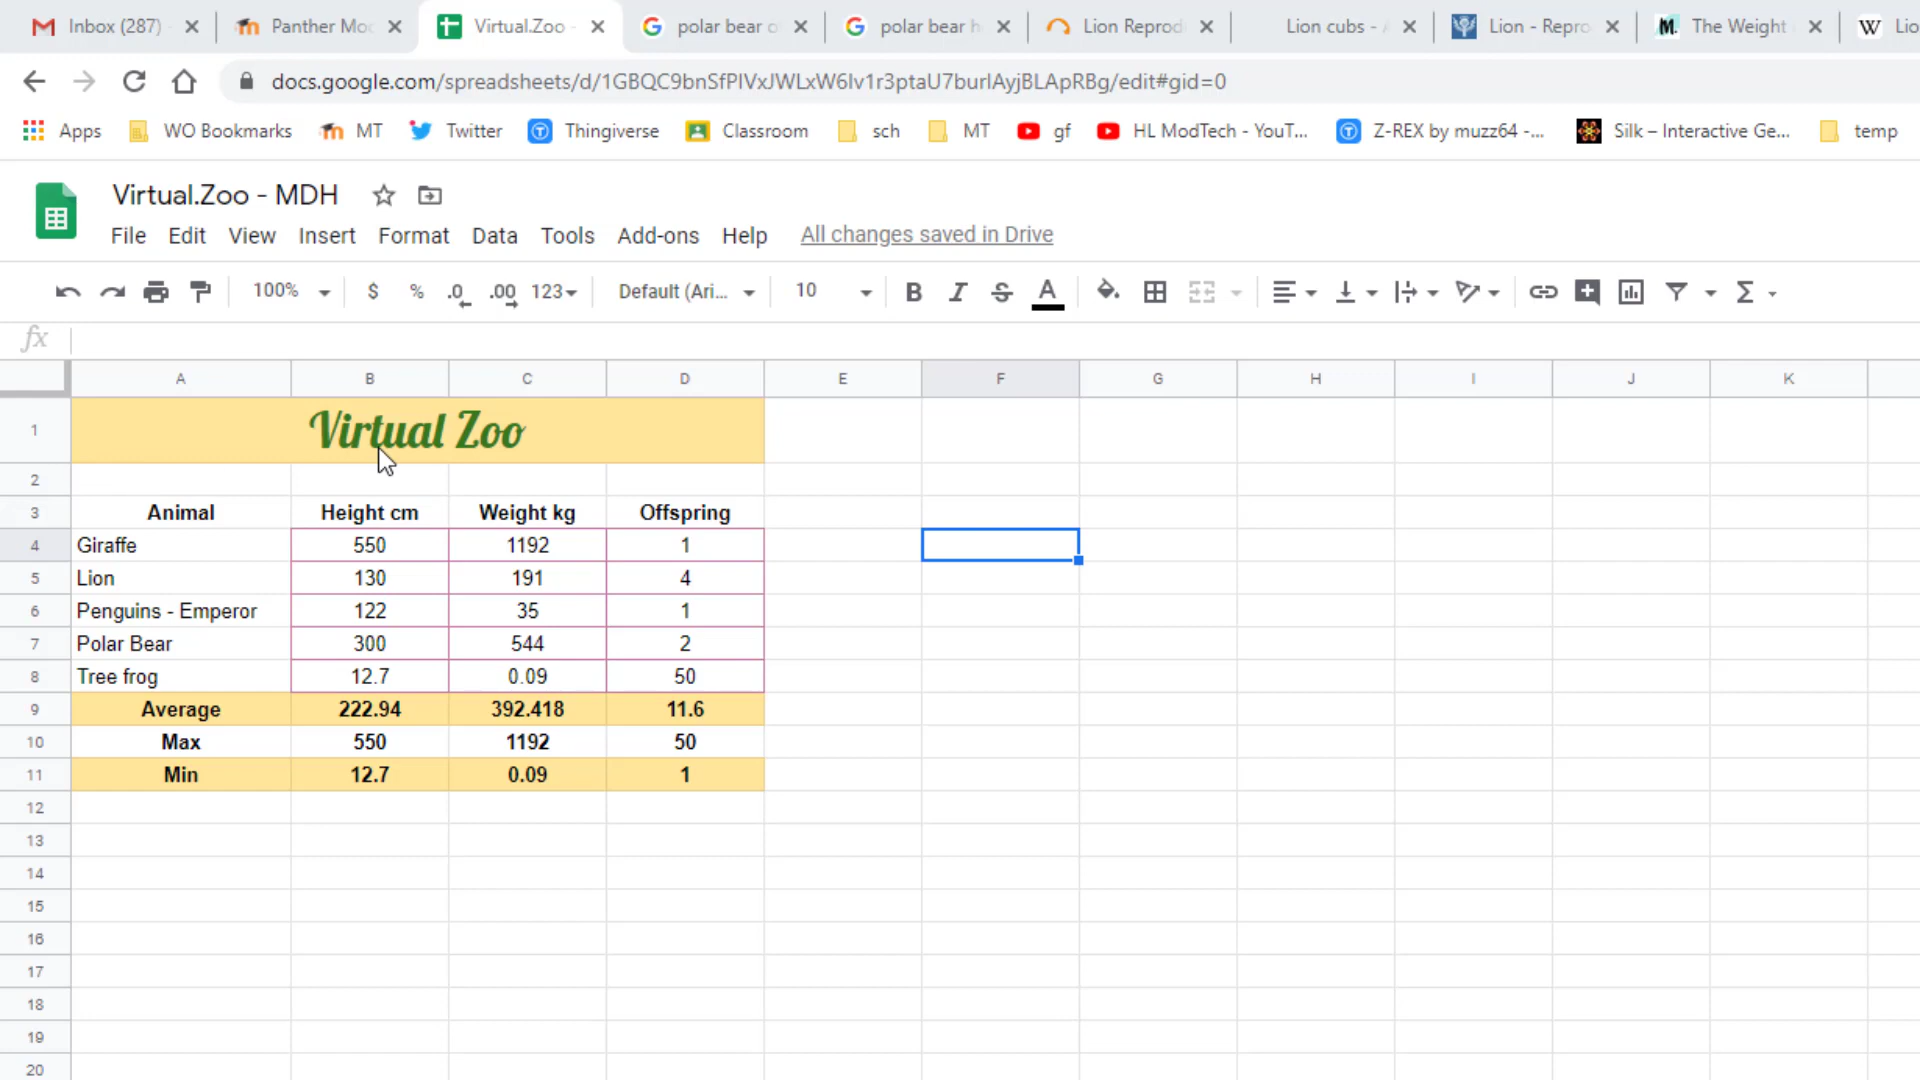 Inbox (287)
Panther Moo
Virtual.Zoo -
polar bear o
polar bear h
Lion Reprod
Lion cubs -
Lion - Repro
The Weight
Lio
docs.google.com/spreadsheets/d/1GBQC9bnSfPlVxJWLxW6Iv1r3ptaU7burlAyjBLApRBg/edit#gid=0
Apps WO Bookmarks MT Twitter Thingiverse Classroom sch MT gf HL ModTech - YouT... Z-REX by muzz64 -... Silk – Interactive Ge... temp
Virtual.Zoo - MDH
File Edit View Insert Format Data Tools Add-ons Help All changes saved in Drive
100% $ % .0 .00 123 Default (Ari... 10 B I S A Σ
fx
A B C D E F G H I J K
1 Virtual Zoo
2
3 Animal Height cm Weight kg Offspring
4 Giraffe 550 1192 1
5 Lion 130 191 4
6 Penguins - Emperor 122 35 1
7 Polar Bear 300 544 2
8 Tree frog 12.7 0.09 50
9 Average 222.94 392.418 11.6
10 Max 550 1192 50
11 Min 12.7 0.09 1
12
13
14
15
16
17
18
19
20